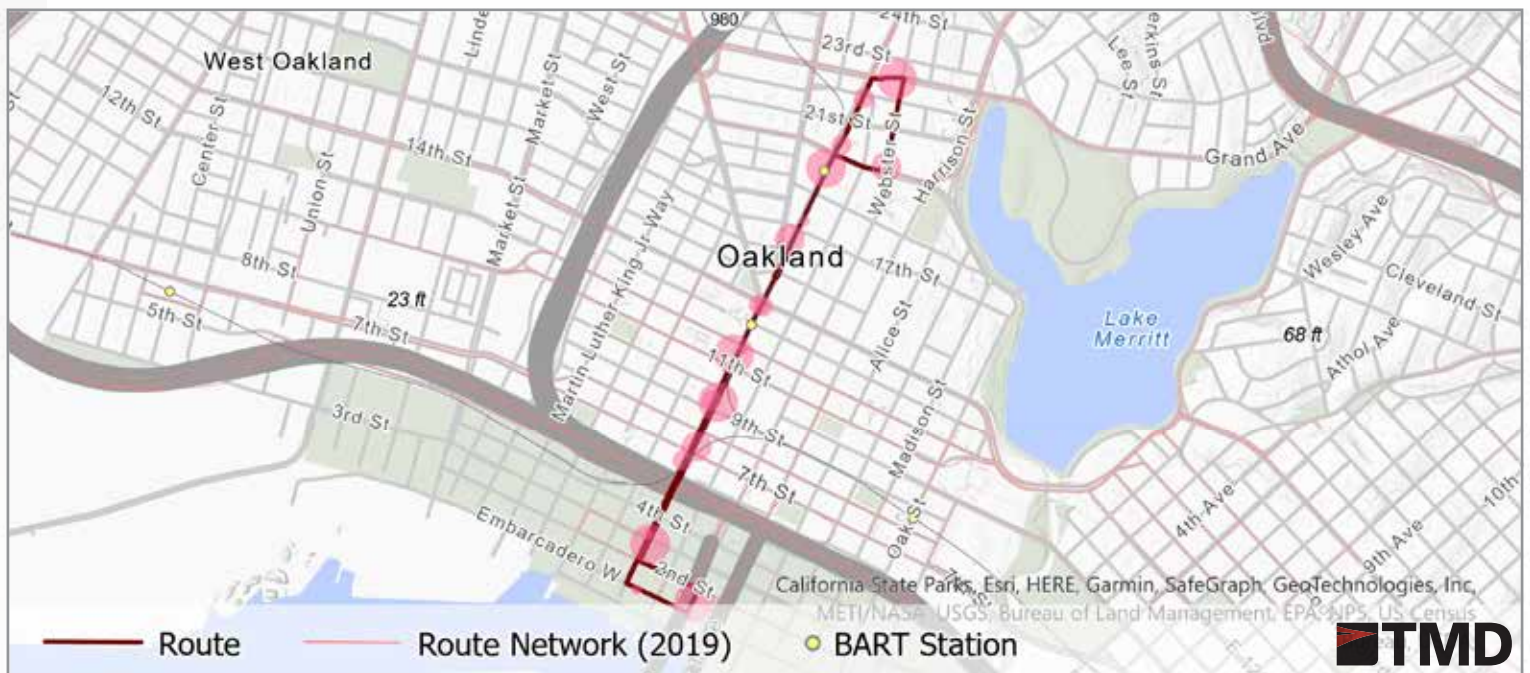 980
24th St
23rd St
Linde
West Oakland
Market St
West St
Lee St
erkins St
Blvd
12th St
Center St
14th St
21st St
Webster St
Harrison St
Grand Ave
Union St
Market St
Martin Luther King Jr Way
Oakland
17th St
Wesley Ave
Cleveland St
8th St
23 ft
5th St
7th St
Alice St
Lake
Merritt
68 ft
Athol Ave
11th St
3rd St
9th St
Madison St
7th St
4th St
Oak St
4th Ave
10th
9th Ave
Embarcadero W
2nd St
California State Parks, Esri, HERE, Garmin, SafeGraph, GeoTechnologies, Inc,
METI/NASA, USGS, Bureau of Land Management, EPA, NPS, US Census
Route
Route Network (2019)
BART Station
TMD